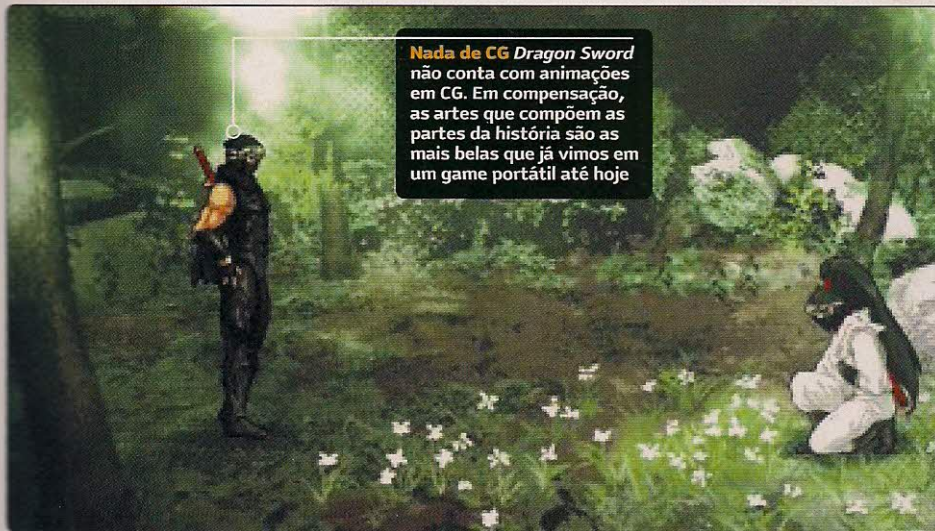 Nada de CG Dragon Sword
não conta com animações
em CG. Em compensação,
as artes que compõem as
partes da história são as
mais belas que já vimos em
um game portátil até hoje